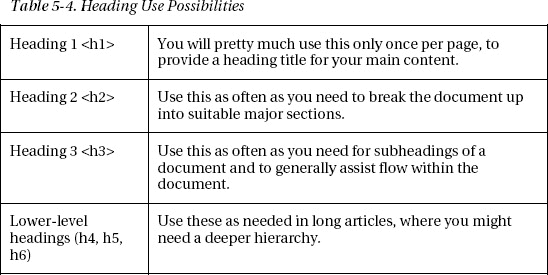 Table 5-4. Heading Use Possibilities
Heading 1 <h1>
You will pretty much use this only once per page, to
provide a heading title for your main content.
Heading 2 <h2>
Use this as often as you need to break the document up
into suitable major sections.
Heading 3 <h3>
Use this as often as you need for subheadings of a
document and to generally assist flow within the
document.
Lower-level
headings (h4, h5,
h6)
Use these as needed in long articles, where you might
need a deeper hierarchy.